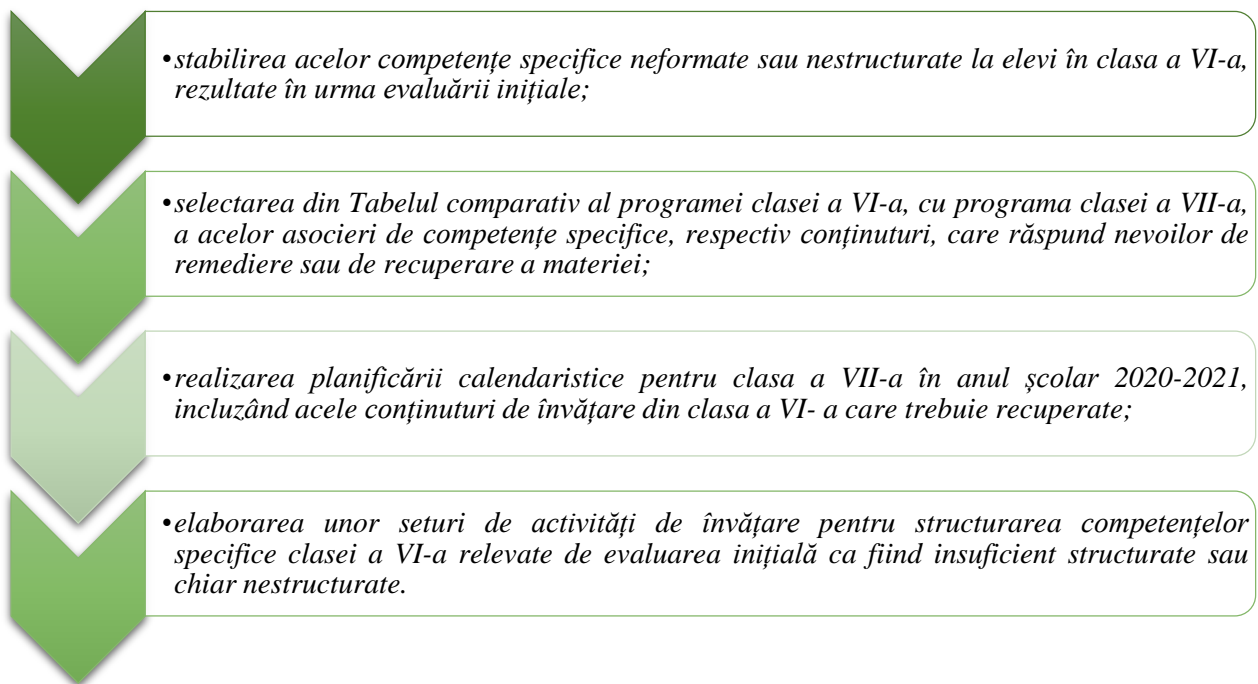 •stabilirea acelor competențe specifice neformate sau nestructurate la elevi în clasa a VI-a,
rezultate în urma evaluării inițiale;
•selectarea din Tabelul comparativ al programei clasei a VI-a, cu programa clasei a VII-a,
a acelor asocieri de competențe specifice, respectiv conținuturi, care răspund nevoilor de
remediere sau de recuperare a materiei;
•realizarea planificării calendaristice pentru clasa a VII-a în anul școlar 2020-2021,
incluzând acele conținuturi de învățare din clasa a VI- a care trebuie recuperate;
•elaborarea unor seturi de activități de învățare pentru structurarea competențelor
specifice clasei a VI-a relevate de evaluarea inițială ca fiind insuficient structurate sau
chiar nestructurate.